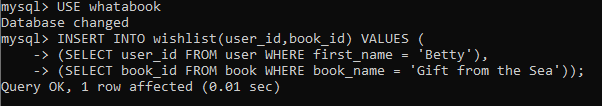 mysql> USE whatabook
Database changed
mysql> INSERT INTO wishlist(user_id,book_id) VALUES (
    -> (SELECT user_id FROM user WHERE first_name = 'Betty'),
    -> (SELECT book_id FROM book WHERE book_name = 'Gift from the Sea'));
Query OK, 1 row affected (0.01 sec)